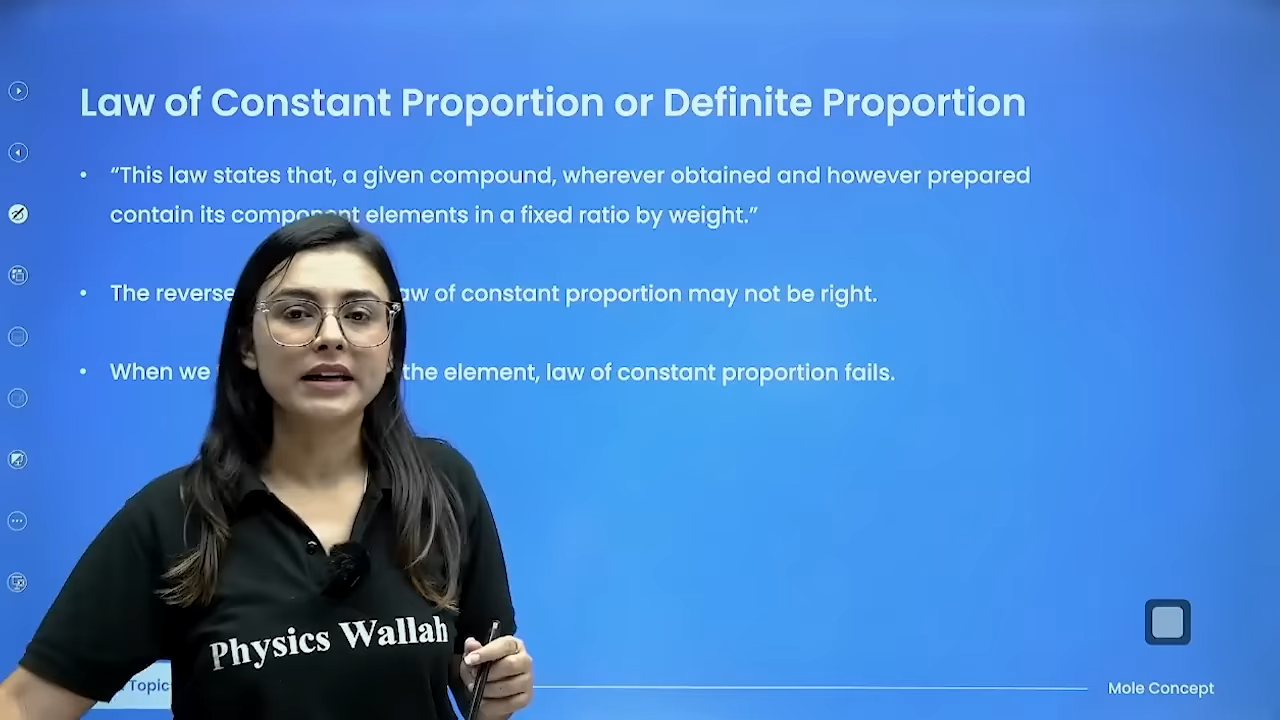 Law of Constant Proportion or Definite Proportion
• “This law states that, a given compound, wherever obtained and however prepared
contain its component elements in a fixed ratio by weight.”
• The reverse law of constant proportion may not be right.
• When we the element, law of constant proportion fails.
Physics Wallah
Topic
Mole Concept